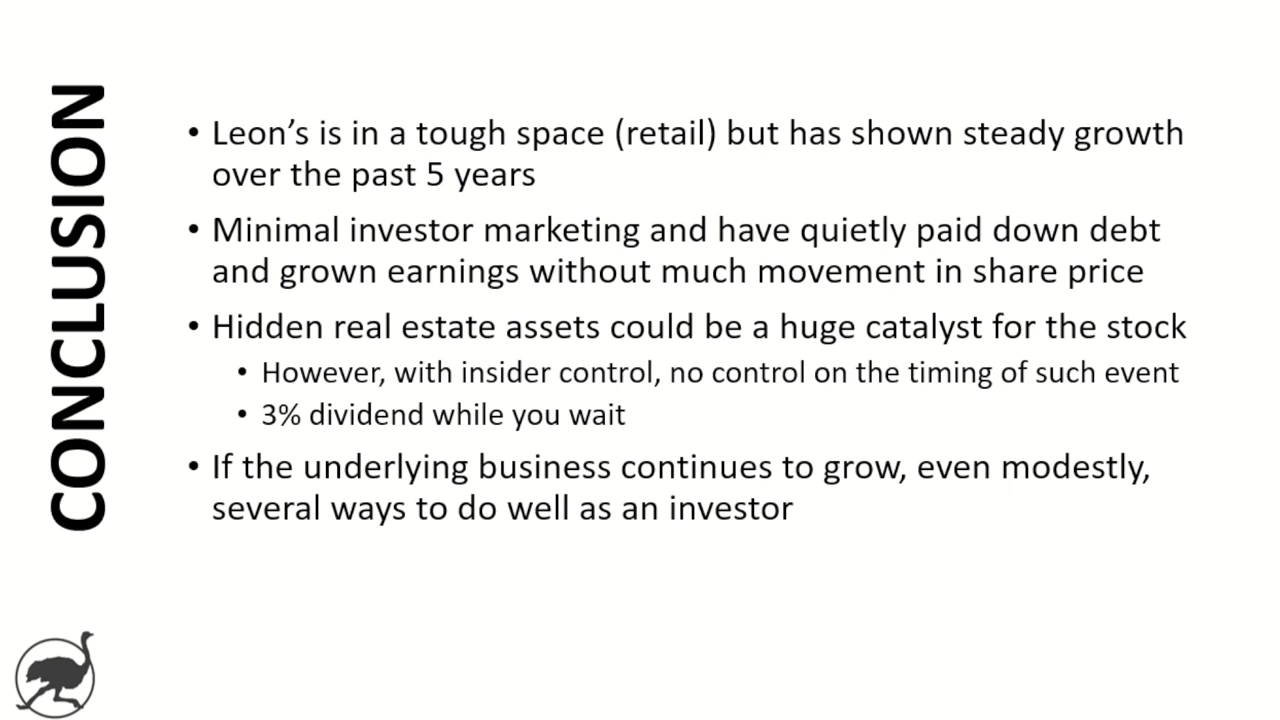 CONCLUSION
• Leon’s is in a tough space (retail) but has shown steady growth
over the past 5 years
• Minimal investor marketing and have quietly paid down debt
and grown earnings without much movement in share price
• Hidden real estate assets could be a huge catalyst for the stock
• However, with insider control, no control on the timing of such event
• 3% dividend while you wait
• If the underlying business continues to grow, even modestly,
several ways to do well as an investor